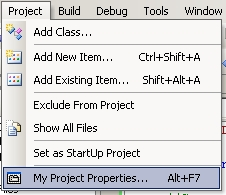 Project Build Debug Tools Window
Add Class...
Add New Item... Ctrl+Shift+A
Add Existing Item... Shift+Alt+A
Exclude From Project
Show All Files
Set as StartUp Project
My Project Properties... Alt+F7